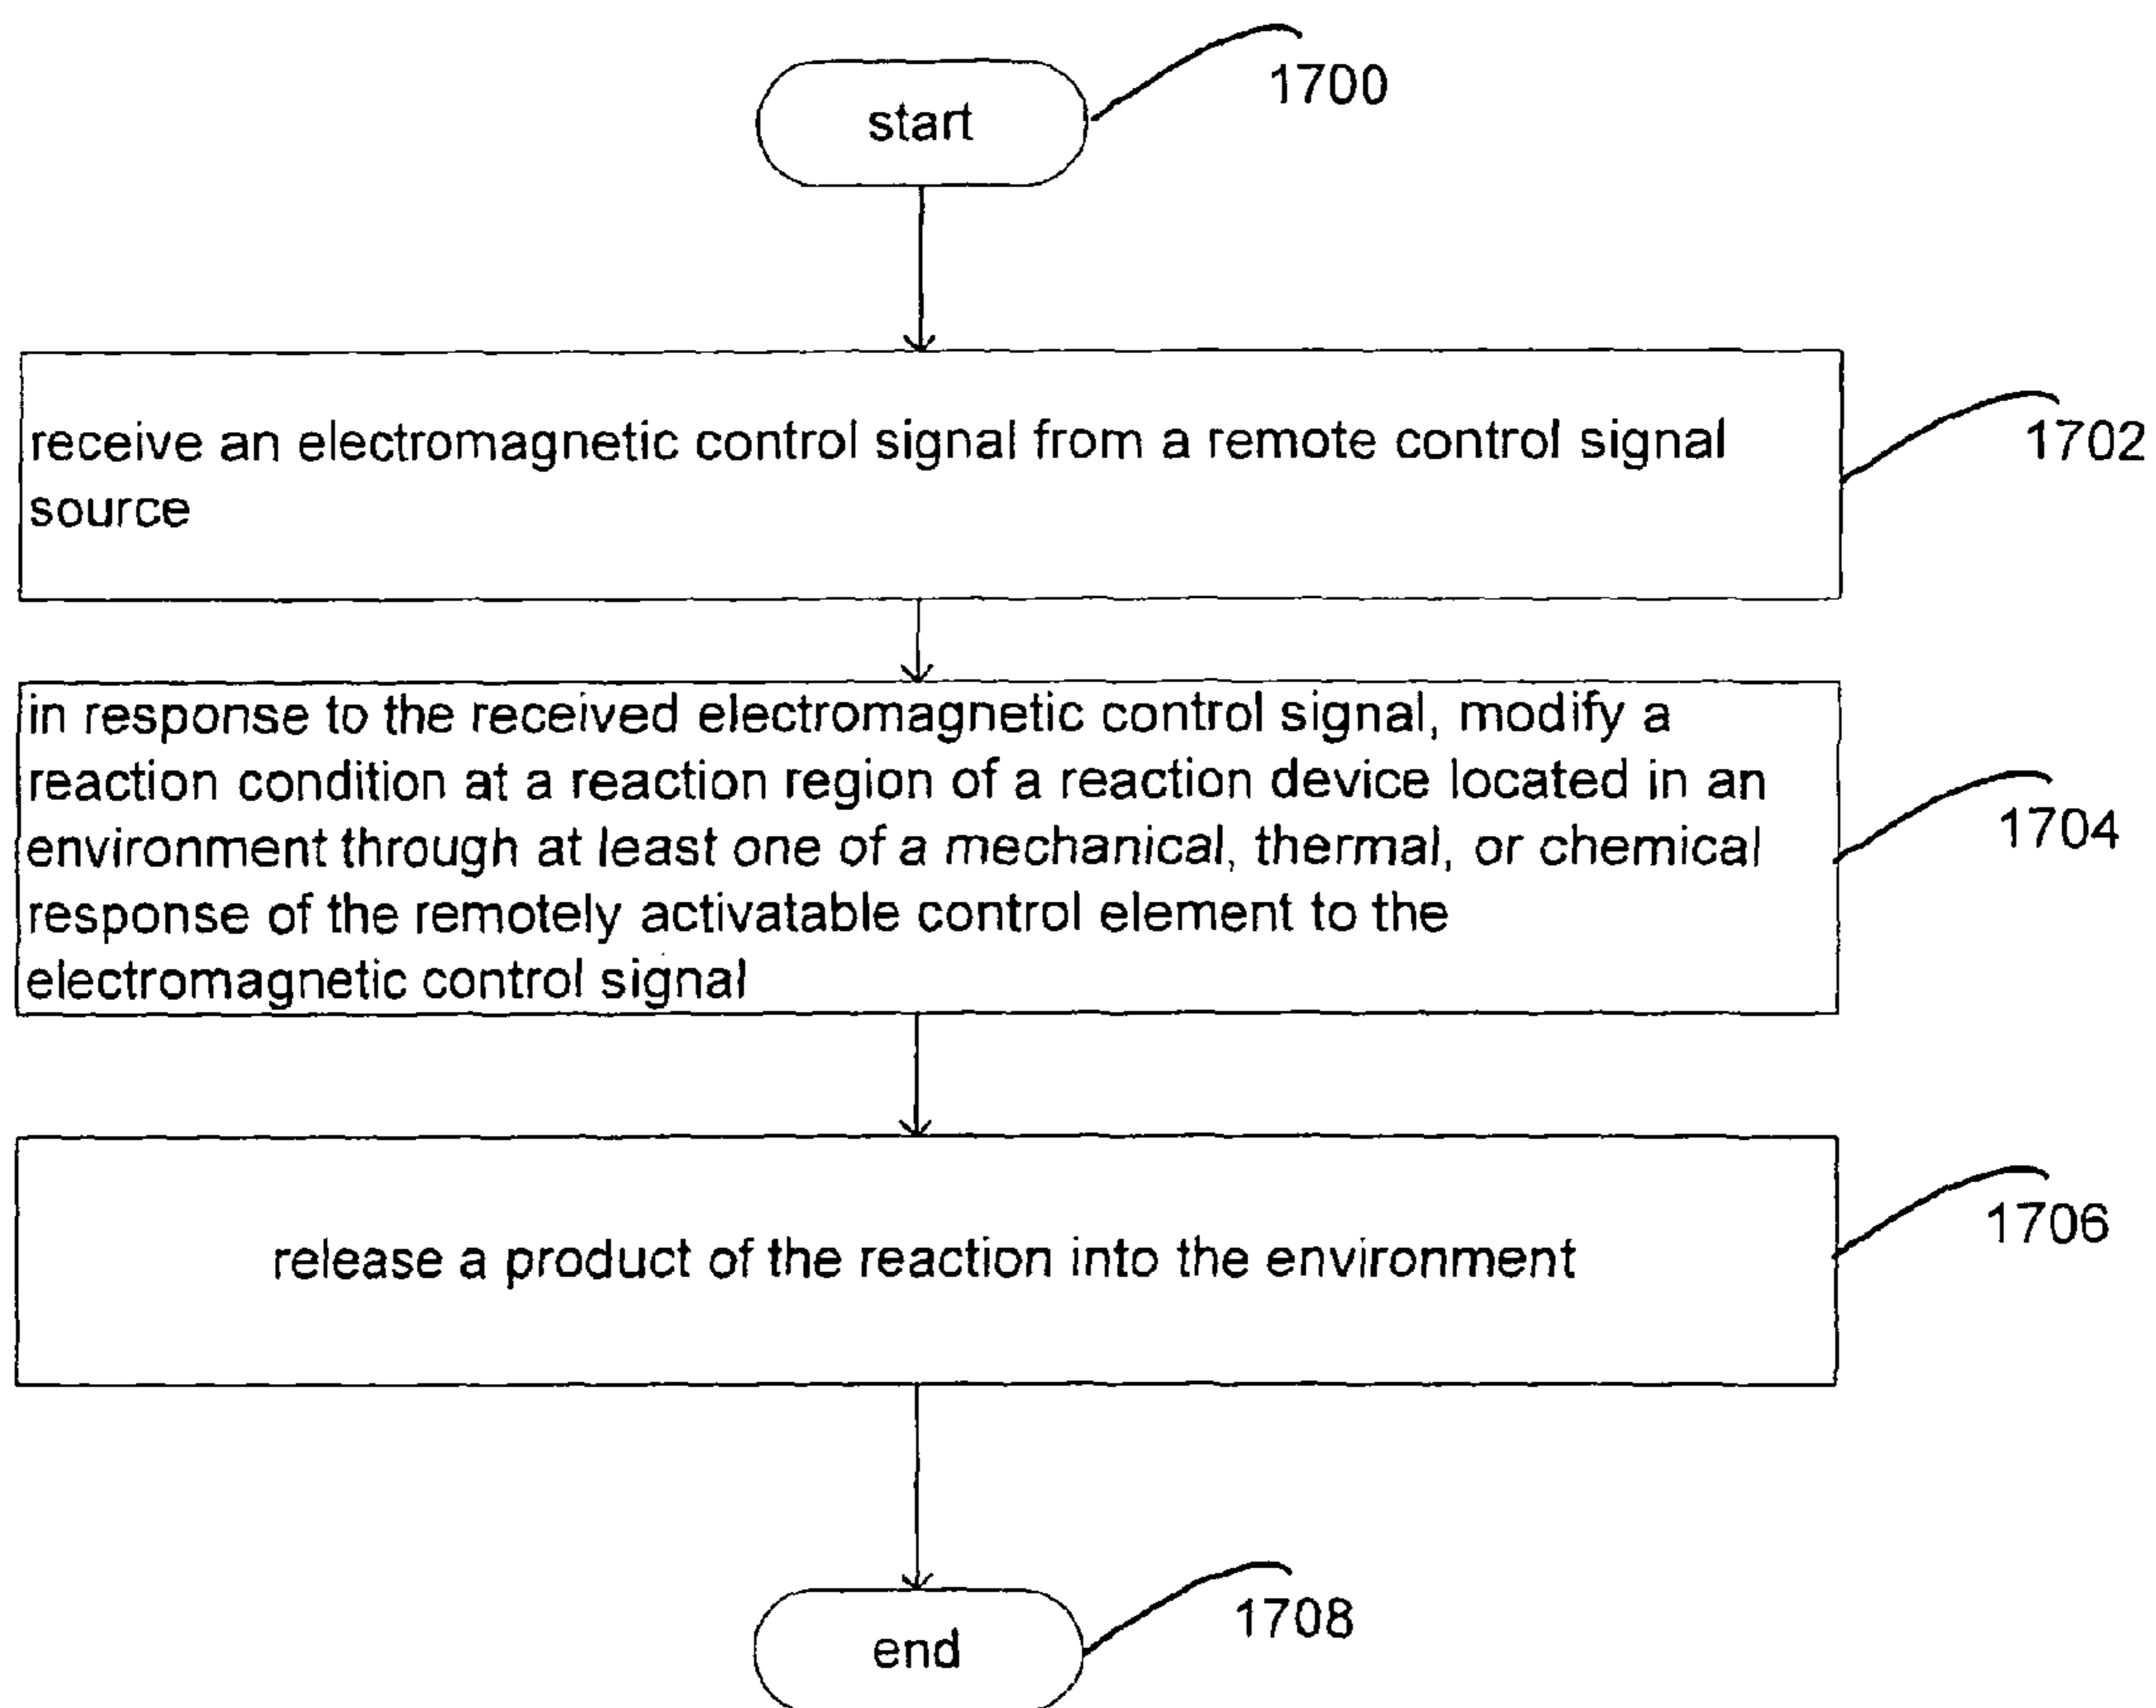 start
1700
receive an electromagnetic control signal from a remote control signal
source
1702
in response to the received electromagnetic control signal, modify a
reaction condition at a reaction region of a reaction device located in an
environment through at least one of a mechanical, thermal, or chemical
response of the remotely activatable control element to the
electromagnetic control signal
1704
release a product of the reaction into the environment
1706
end
1708